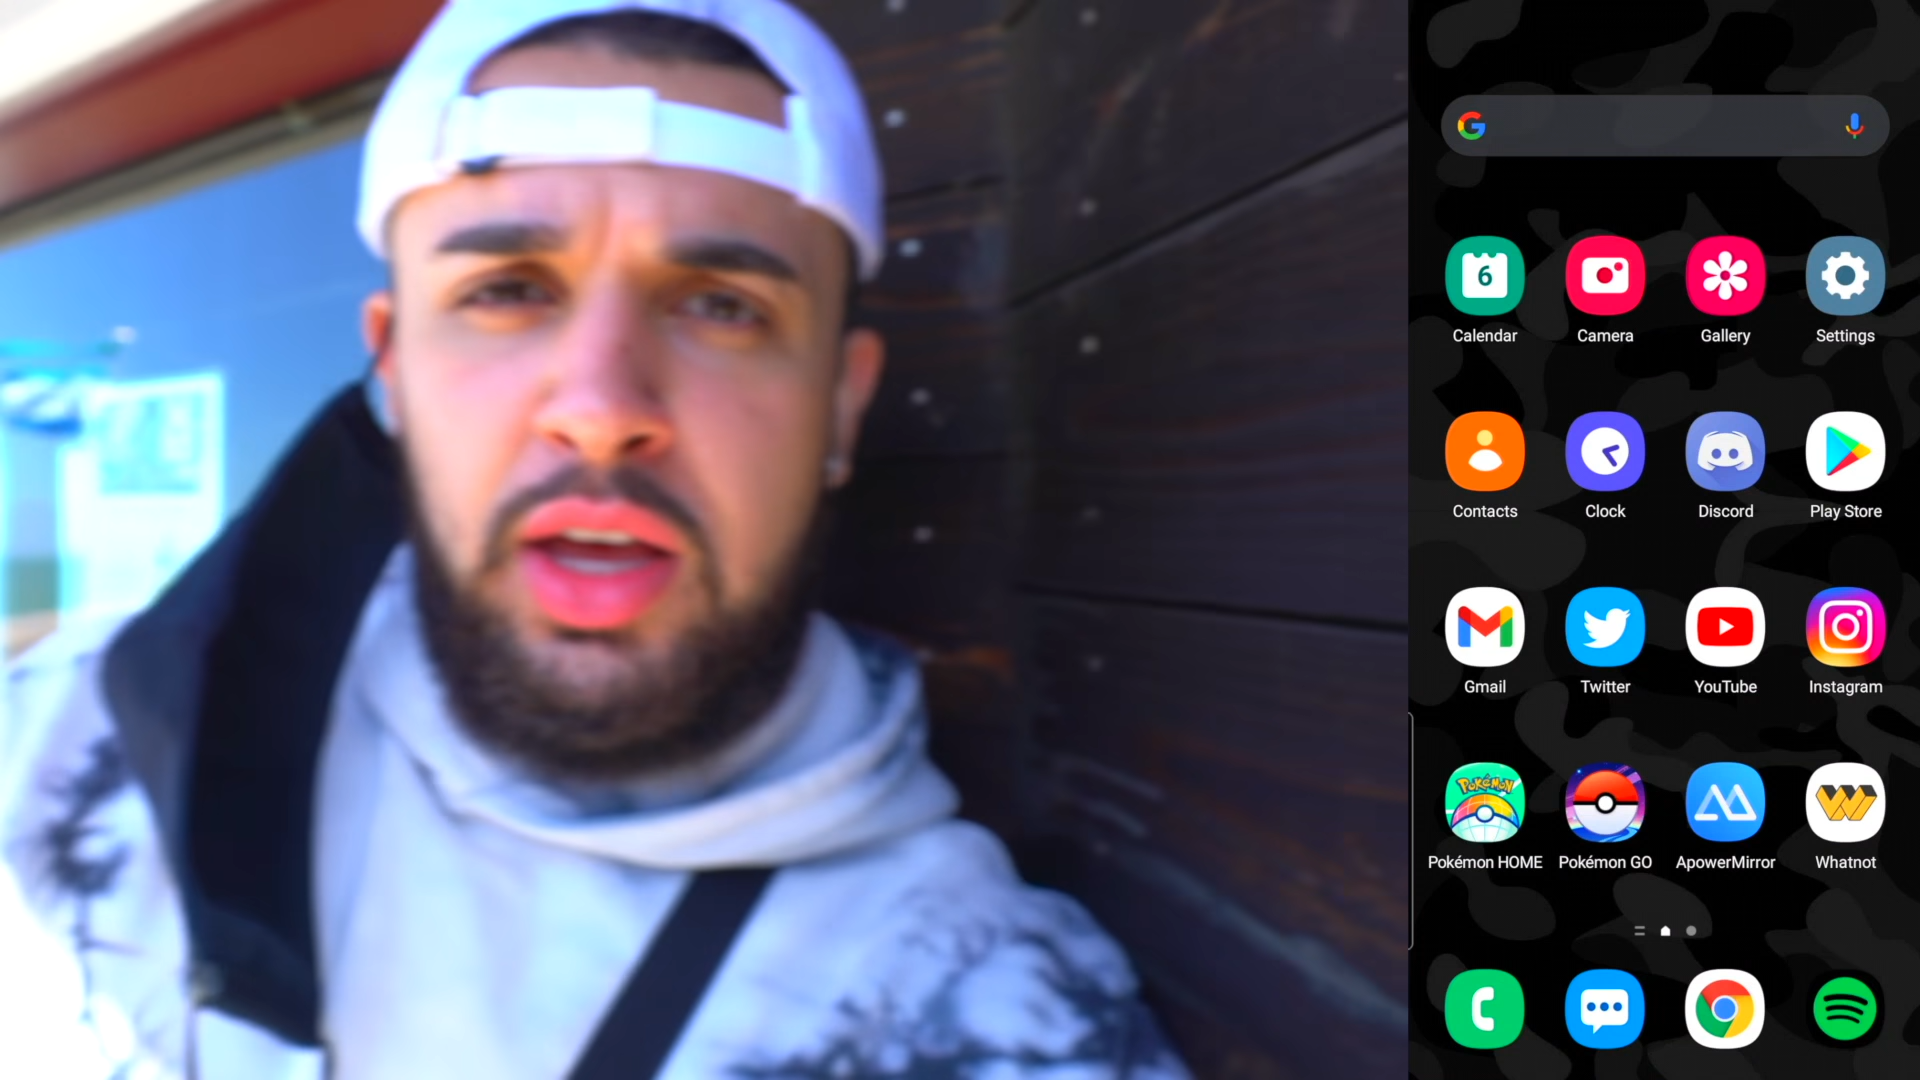 6
Calendar Camera Gallery Settings
Contacts Clock Discord Play Store
Gmail Twitter YouTube Instagram
Pokémon
Pokémon HOME Pokémon GO ApowerMirror Whatnot